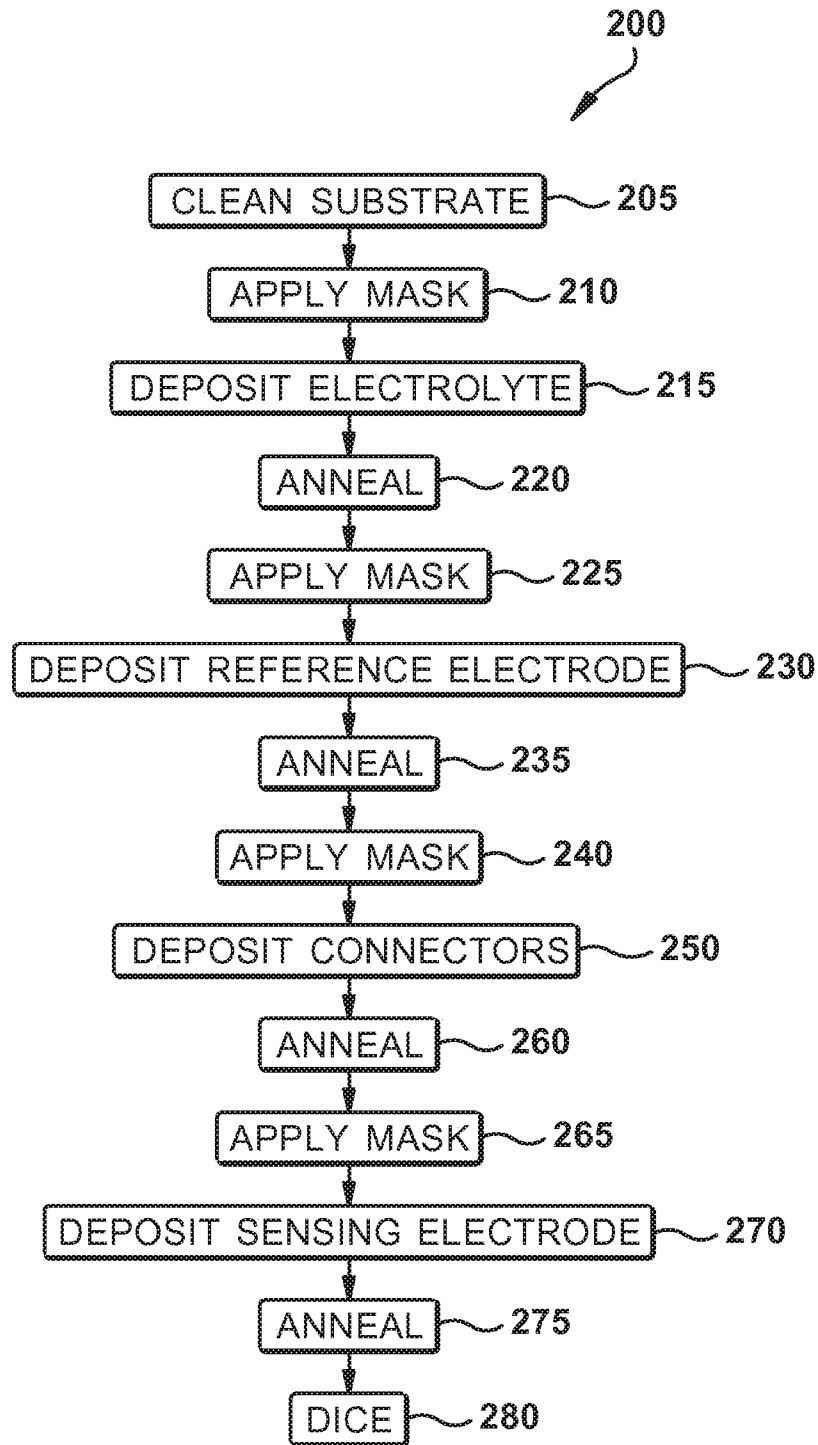 200
CLEAN SUBSTRATE 205
APPLY MASK 210
DEPOSIT ELECTROLYTE 215
ANNEAL 220
APPLY MASK 225
DEPOSIT REFERENCE ELECTRODE 230
ANNEAL 235
APPLY MASK 240
DEPOSIT CONNECTORS 250
ANNEAL 260
APPLY MASK 265
DEPOSIT SENSING ELECTRODE 270
ANNEAL 275
DICE 280